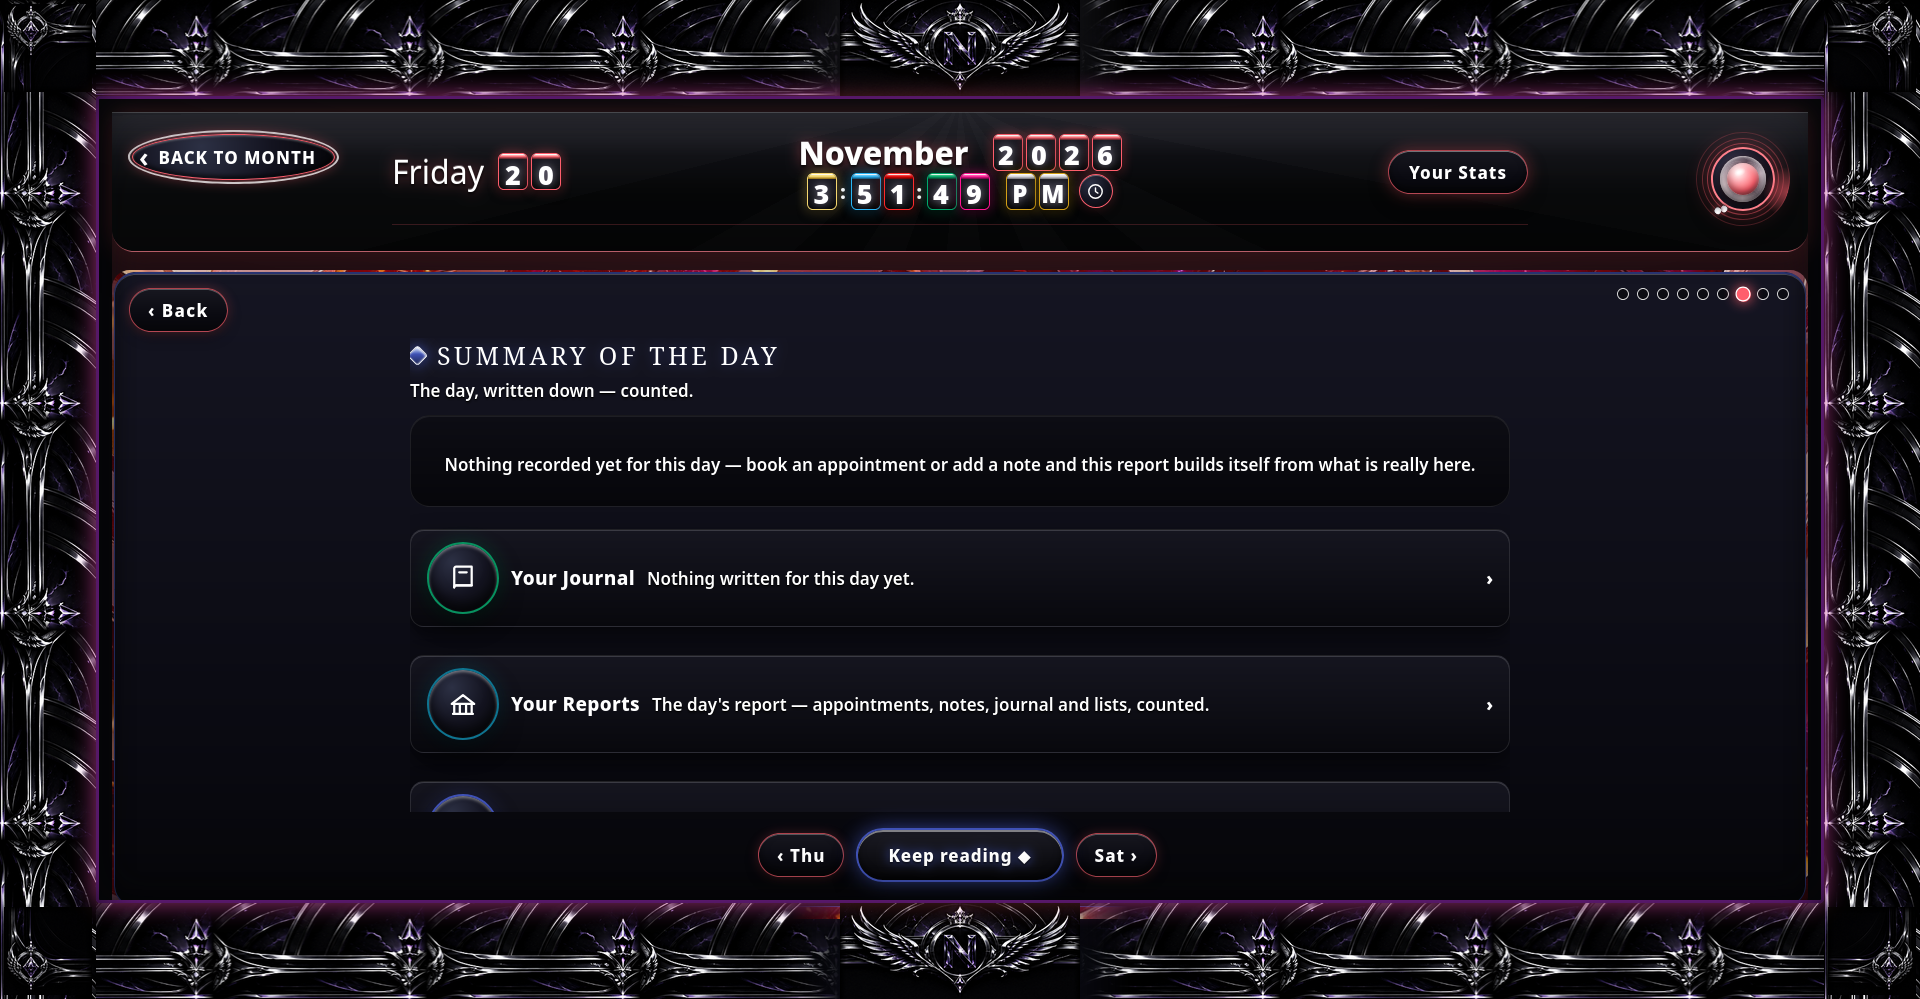 ‹ BACK TO MONTH
Friday 20
November 2026
3:51:49 PM
Your Stats
‹ Back
SUMMARY OF THE DAY
The day, written down — counted.
Nothing recorded yet for this day — book an appointment or add a note and this report builds itself from what is really here.
Your Journal Nothing written for this day yet. ›
Your Reports The day's report — appointments, notes, journal and lists, counted. ›
‹ Thu
Keep reading ◆
Sat ›
N
N